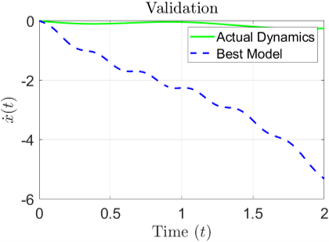 Validation
0
Actual Dynamics
Best Model
-2
ẋ(t)
-4
-6
0 0.5 1 1.5 2
Time (t)